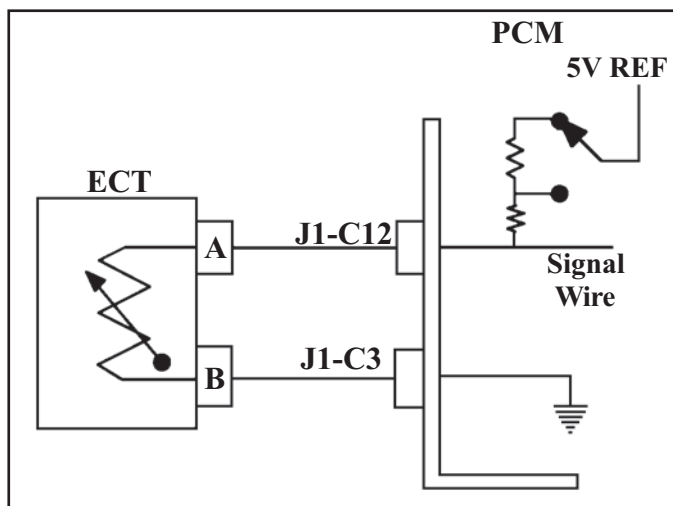 PCM
5V REF
ECT
A
J1-C12
Signal
Wire
B
J1-C3